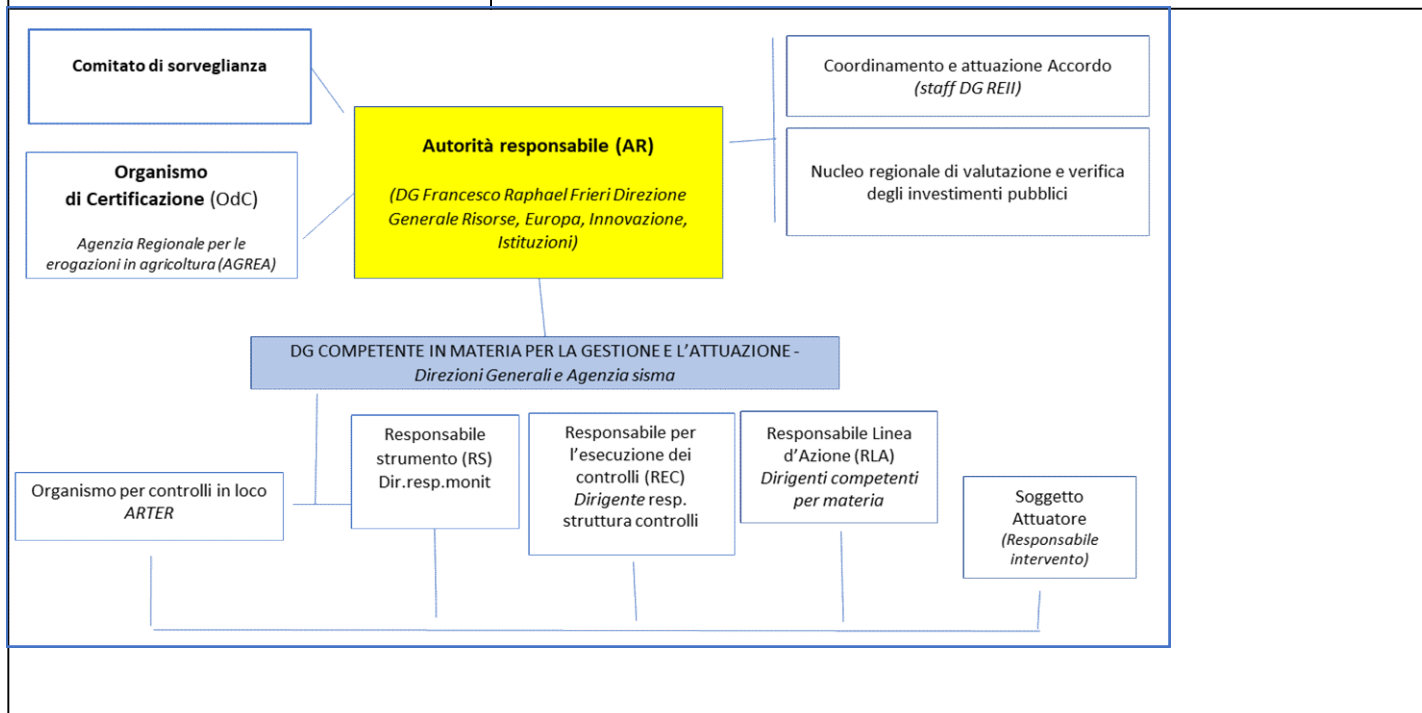 Comitato di sorveglianza
Organismo
di Certificazione (OdC)
Agenzia Regionale per le
erogazioni in agricoltura (AGREA)
Autorità responsabile (AR)
(DG Francesco Raphael Frieri Direzione
Generale Risorse, Europa, Innovazione,
Istituzioni)
Coordinamento e attuazione Accordo
(staff DG REII)
Nucleo regionale di valutazione e verifica
degli investimenti pubblici
DG COMPETENTE IN MATERIA PER LA GESTIONE E L’ATTUAZIONE -
Direzioni Generali e Agenzia sisma
Organismo per controlli in loco
ARTER
Responsabile
strumento (RS)
Dir.resp.monit
Responsabile per
l’esecuzione dei
controlli (REC)
Dirigente resp.
struttura controlli
Responsabile Linea
d’Azione (RLA)
Dirigenti competenti
per materia
Soggetto
Attuatore
(Responsabile
intervento)